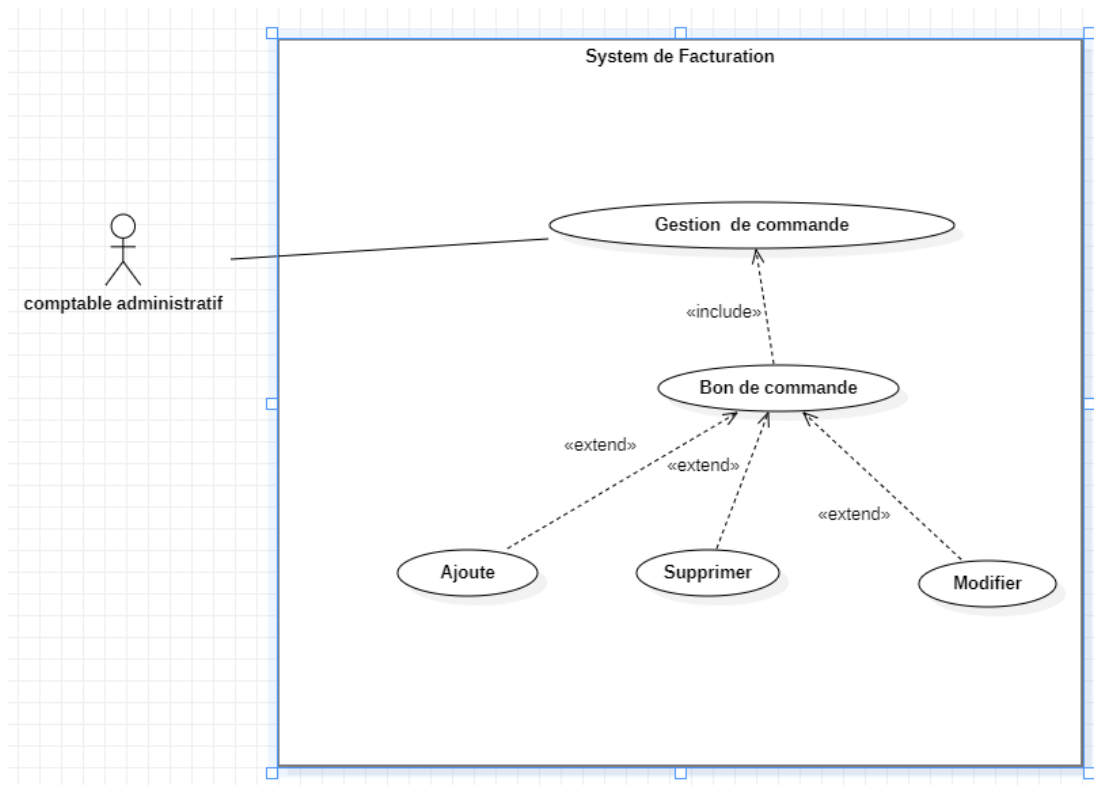 System de Facturation
Gestion de commande
comptable administratif
«include»
Bon de commande
«extend»
«extend»
«extend»
Ajoute
Supprimer
Modifier